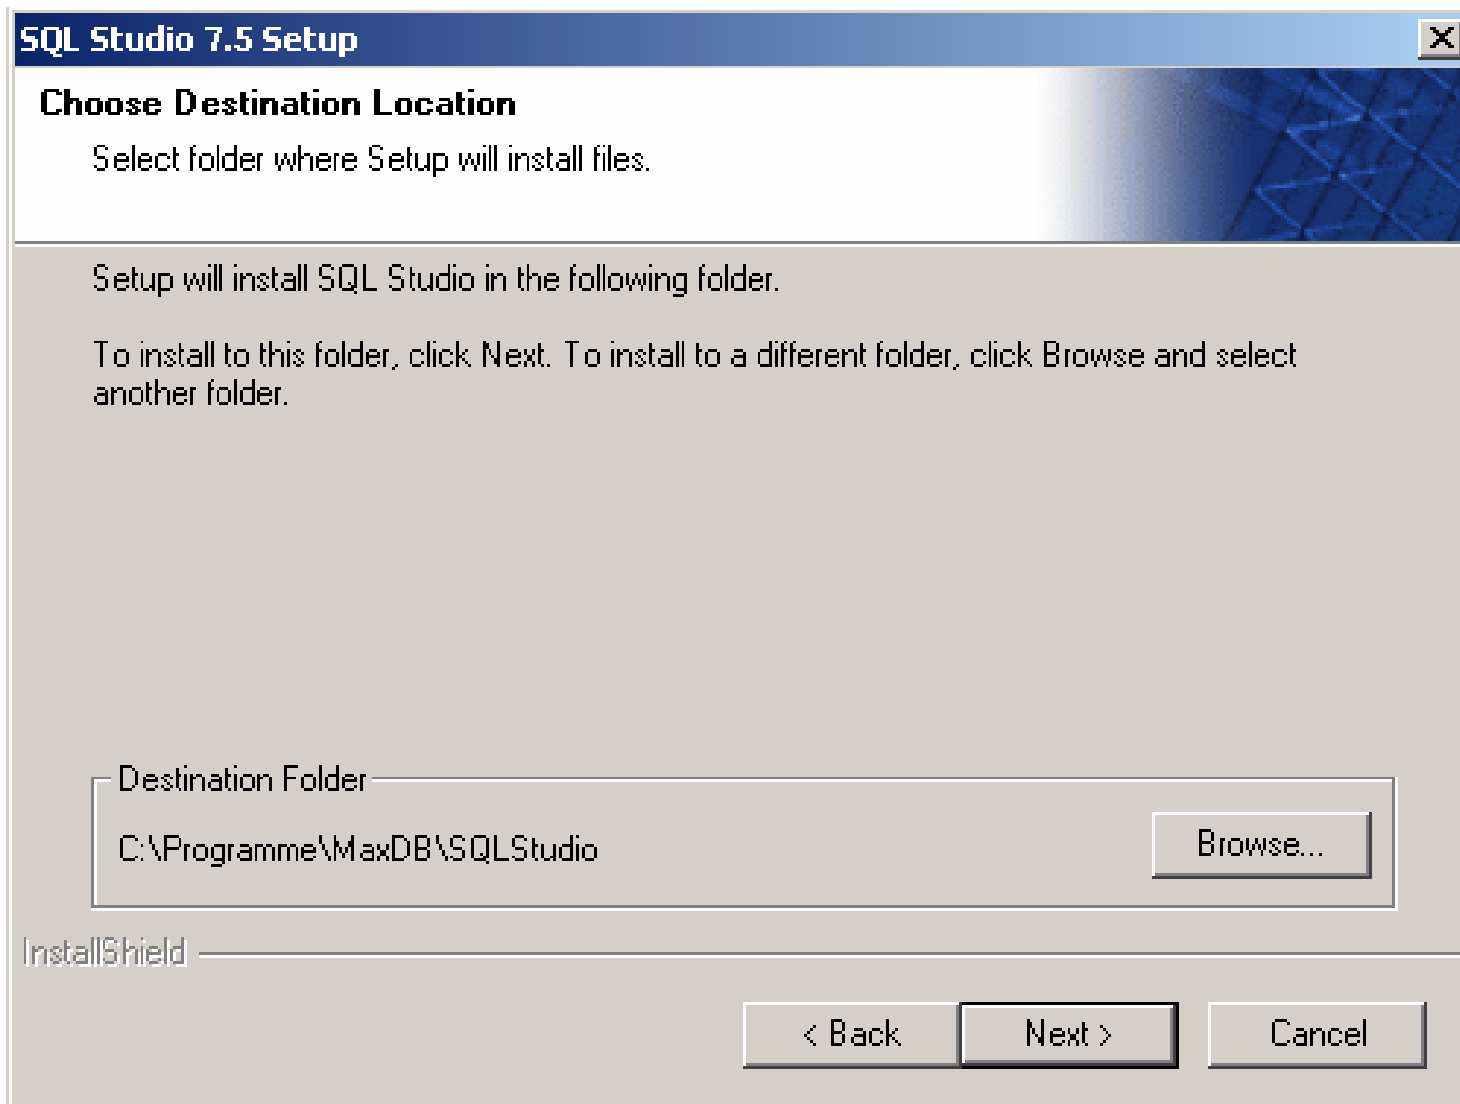 SQL Studio 7.5 Setup
Choose Destination Location
Select folder where Setup will install files.
Setup will install SQL Studio in the following folder.
To install to this folder, click Next. To install to a different folder, click Browse and select
another folder.
Destination Folder
C:\Programme\MaxDB\SQLStudio
Browse...
InstallShield
< Back
Next >
Cancel